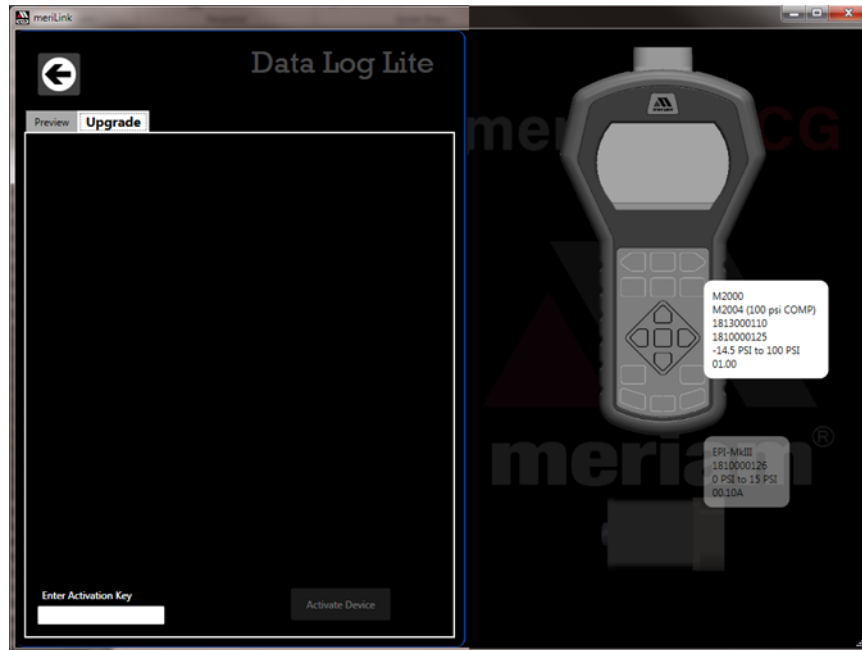 meriLink
Data Log Lite
Preview
Upgrade
Enter Activation Key
Activate Device
M2000
M2004 (100 psi COMP)
1813000110
1810000125
-14.5 PSI to 100 PSI
01.00
EPI-MkIII
1810000126
0 PSI to 15 PSI
00.10A
CG
meriam®